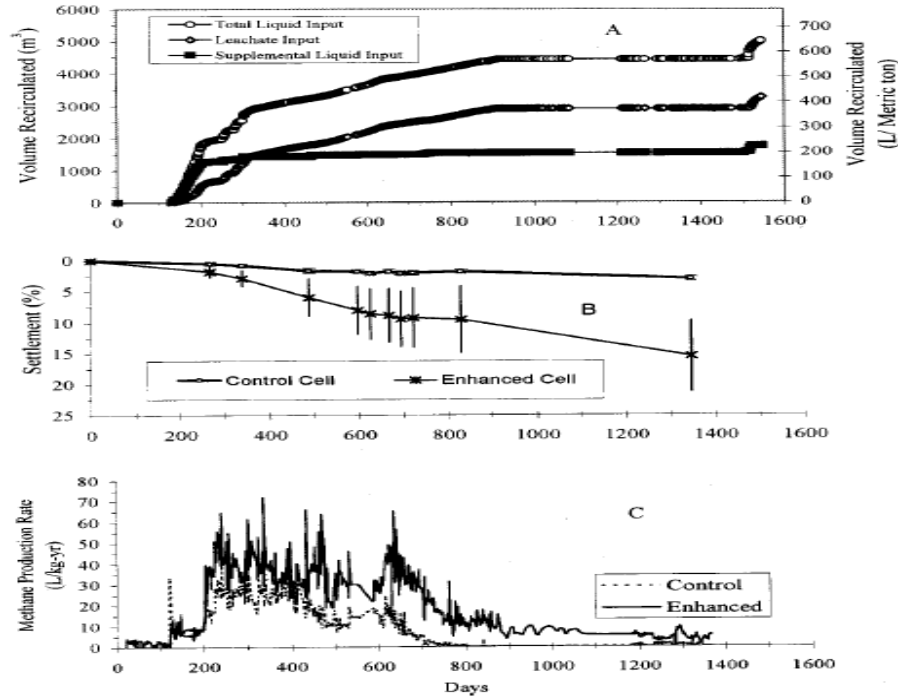 6000
5000
4000
3000
2000
1000
0
Volume Recirculated (m³)
Total Liquid Input
Leachate Input
Supplemental Liquid Input
A
700
600
500
400
300
200
100
0
Volume Recirculated
(L/ Metric ton)
0 200 400 600 800 1000 1200 1400 1600
0
5
10
15
20
25
Settlement (%)
B
Control Cell
Enhanced Cell
0 200 400 600 800 1000 1200 1400 1600
80
70
60
50
40
30
20
10
0
Methane Production Rate
(L/kg-yr)
C
Control
Enhanced
0 200 400 600 800 1000 1200 1400 1600
Days